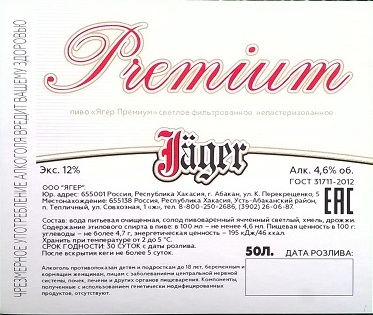 Premium
пиво «Ягер Премиум» светлое фильтрованное непастеризованное
Jäger
Экс. 12%
Алк. 4,6% об.
ГОСТ 31711-2012
ООО "ЯГЕР"
Юр. адрес: 655001 Россия, Республика Хакасия, г. Абакан, ул. К. Перекрещенко, 5
Местонахождение: 655138 Россия, Республика Хакасия, Усть-Абаканский район,
п. Тепличный, ул. Совхозная, 1 «ж», тел. 8-800-250-2686, (3902) 26-06-87.
EAC
Состав: вода питьевая очищенная, солод пивоваренный ячменный светлый, хмель, дрожжи.
Содержание этилового спирта в пиве: в 100 мл – не менее 4,6 мл. Пищевая ценность в 100 г:
углеводы – не более 4,7 г, энергетическая ценность – 195 кДж/46 ккал.
Хранить при температуре от 2 до 5 °С.
СРОК ГОДНОСТИ: 30 СУТОК с даты розлива.
После вскрытия кеги не более 5 суток.
50Л.
ДАТА РОЗЛИВА:
Алкоголь противопоказан детям и подросткам до 18 лет, беременным и
кормящим женщинам, лицам с заболеваниями центральной нервной
системы, почек, печени и других органов пищеварения. Компоненты,
полученные с использованием генетически модифицированных
продуктов, отсутствуют.
ЧРЕЗМЕРНОЕ УПОТРЕБЛЕНИЕ АЛКОГОЛЯ ВРЕДИТ ВАШЕМУ ЗДОРОВЬЮ